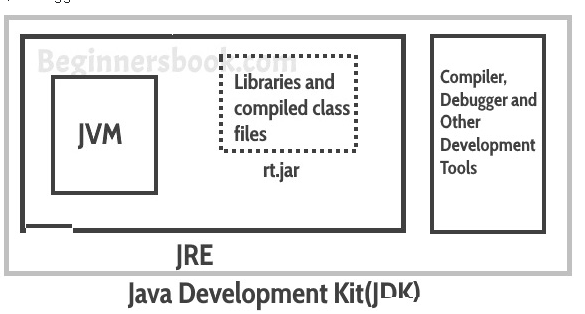 Beginnersbook.com
Libraries and
compiled class
files
JVM
rt.jar
Compiler,
Debugger and
Other
Development
Tools
JRE
Java Development Kit(JDK)